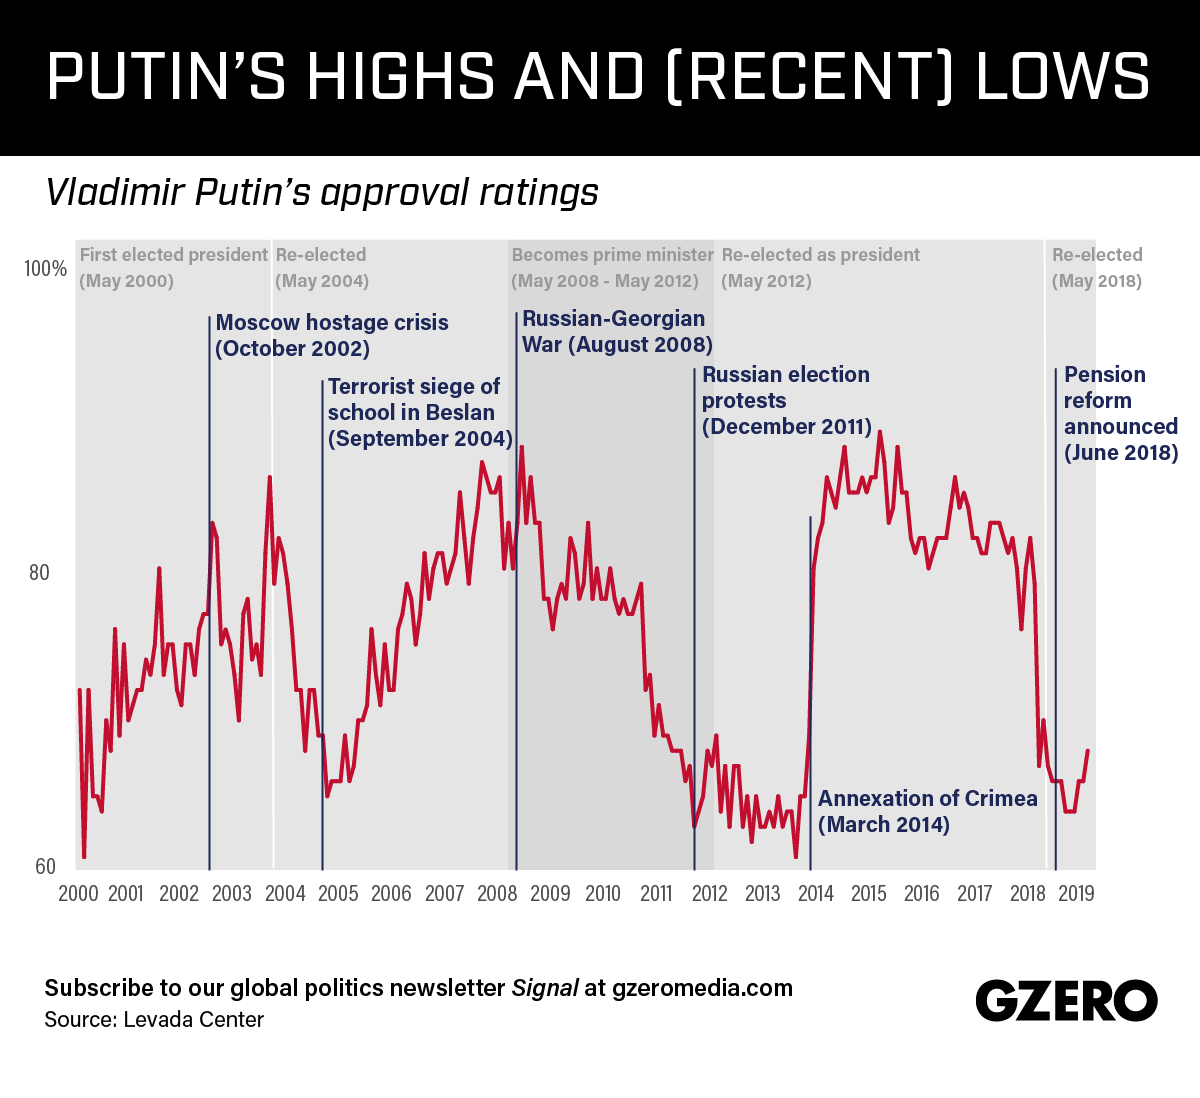 PUTIN'S HIGHS AND (RECENT) LOWS
Vladimir Putin's approval ratings
First elected president
(May 2000)
Re-elected
(May 2004)
Becomes prime minister
(May 2008 - May 2012)
Re-elected as president
(May 2012)
Re-elected
(May 2018)
100%
80
60
Moscow hostage crisis
(October 2002)
Terrorist siege of
school in Beslan
(September 2004)
Russian-Georgian
War (August 2008)
Russian election
protests
(December 2011)
Pension
reform
announced
(June 2018)
Annexation of Crimea
(March 2014)
2000 2001 2002 2003 2004 2005 2006 2007 2008 2009 2010 2011 2012 2013 2014 2015 2016 2017 2018 2019
Subscribe to our global politics newsletter Signal at gzeromedia.com
Source: Levada Center
GZERO